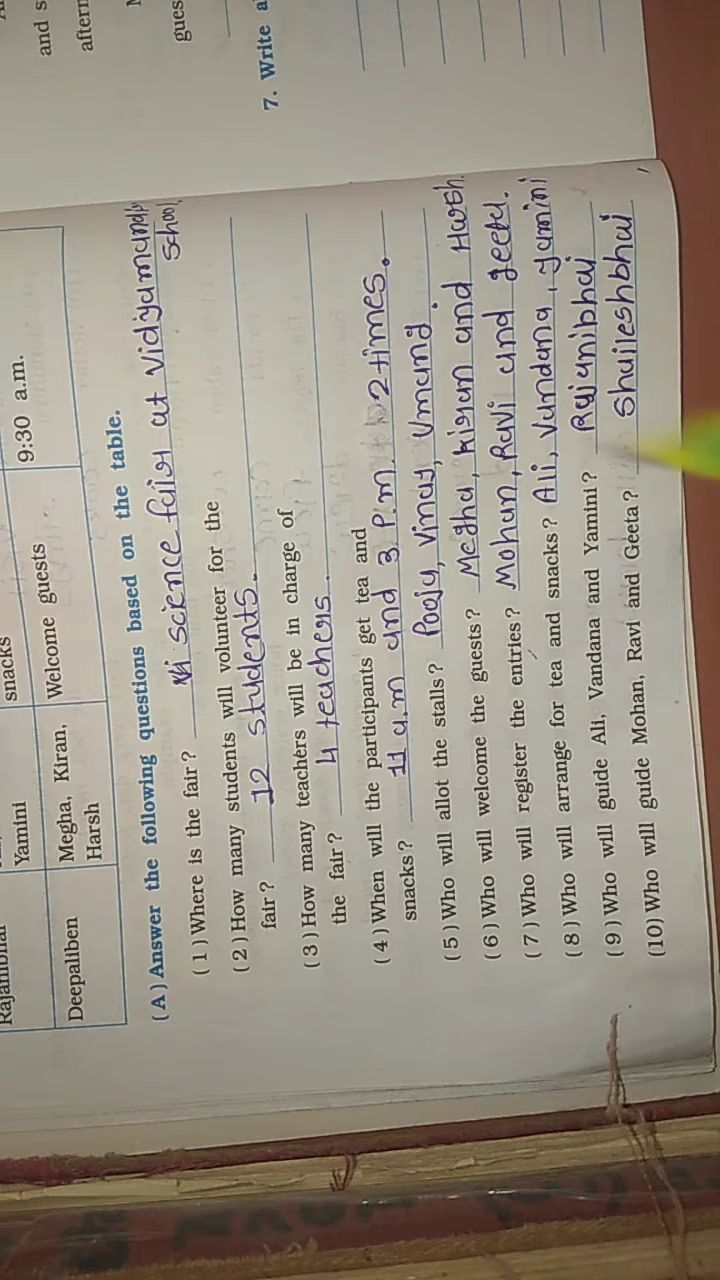 and s
aftern
gues
7. Write a
Rajanibhai
Yamini
snacks
Deepaliben
Megha, Kiran,
Harsh
Welcome guests
9:30 a.m.
(A) Answer the following questions based on the table.
(1) Where is the fair? science faiior at Vidyamandir
School.
(2) How many students will volunteer for the
fair? 12 students.
(3) How many teachers will be in charge of
the fair? 4 teachers.
(4) When will the participants get tea and
snacks? 11 a.m and 3 P.m. 2 times.
(5) Who will allot the stalls? Pooja, vinay, Umang
(6) Who will welcome the guests? Megha, kiran and Harsh.
(7) Who will register the entries? Mohan, Ravi and geeta.
(8) Who will arrange for tea and snacks? Ali, Vandana, yamini
(9) Who will guide Ali, Vandana and Yamini? Rajanibhai
(10) Who will guide Mohan, Ravi and Geeta? Shaileshbhai